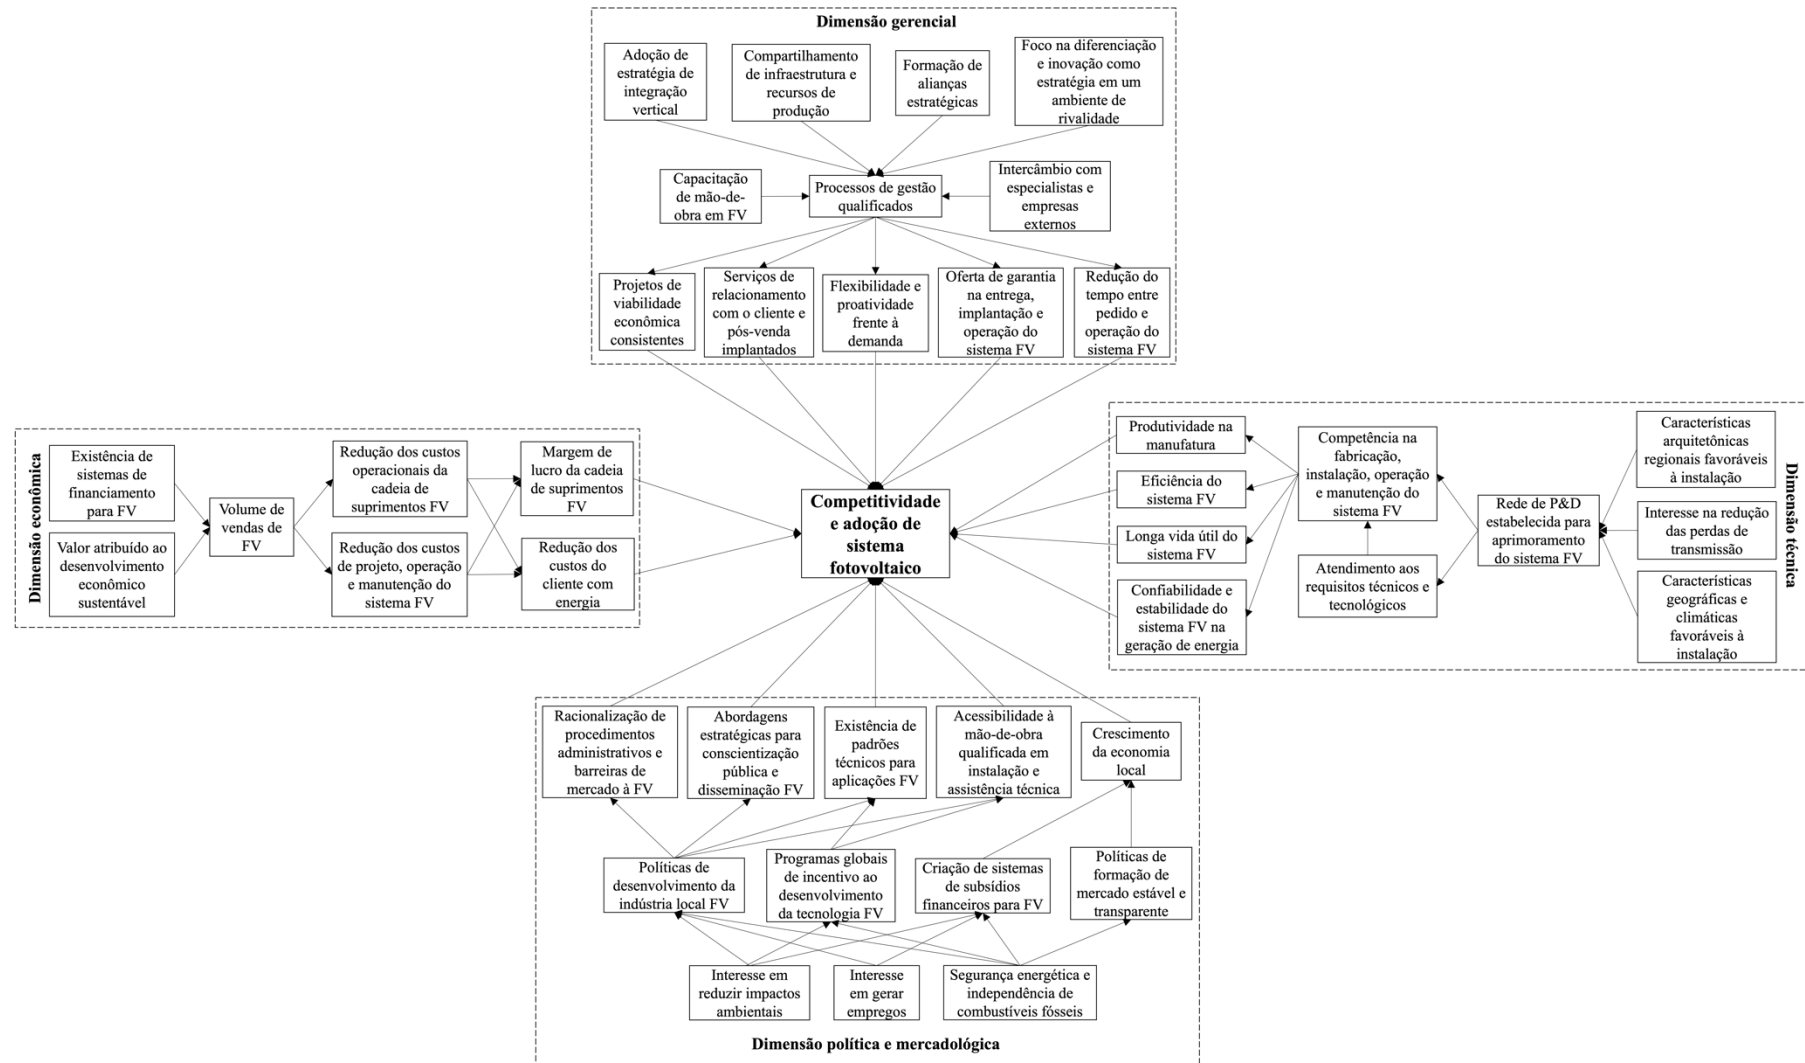 Dimensão gerencial
Adoção de
estratégia de
integração
vertical
Compartilhamento
de infraestrutura e
recursos de
produção
Formação de
alianças
estratégicas
Foco na diferenciação
e inovação como
estratégia em um
ambiente de
rivalidade
Capacitação
de mão-de-
obra em FV
Processos de gestão
qualificados
Intercâmbio com
especialistas e
empresas
externos
Projetos de
viabilidade
econômica
consistentes
Serviços de
relacionamento
com o cliente e
pós-venda
implantados
Flexibilidade e
proatividade
frente à
demanda
Oferta de garantia
na entrega,
implantação e
operação do
sistema FV
Redução do
tempo entre
pedido e
operação do
sistema FV
Dimensão econômica
Existência de
sistemas de
financiamento
para FV
Valor atribuído ao
desenvolvimento
econômico
sustentável
Volume de
vendas de
FV
Redução dos custos
operacionais da
cadeia de
suprimentos FV
Redução dos custos
de projeto, operação
e manutenção do
sistema FV
Margem de
lucro da cadeia
de suprimentos
FV
Redução dos
custos do
cliente com
energia
Competitividade
e adoção de
sistema
fotovoltaico
Produtividade na
manufatura
Eficiência do
sistema FV
Longa vida útil do
sistema FV
Confiabilidade e
estabilidade do
sistema FV na
geração de energia
Competência na
fabricação,
instalação, operação
e manutenção do
sistema FV
Atendimento aos
requisitos técnicos e
tecnológicos
Rede de P&D
estabelecida para
aprimoramento
do sistema FV
Características
arquitetônicas
regionais favoráveis
à instalação
Interesse na redução
das perdas de
transmissão
Características
geográficas e
climáticas
favoráveis à
instalação
Dimensão técnica
Racionalização de
procedimentos
administrativos e
barreiras de
mercado à FV
Abordagens
estratégicas para
conscientização
pública e
disseminação FV
Existência de
padrões
técnicos para
aplicações FV
Acessibilidade à
mão-de-obra
qualificada em
instalação e
assistência técnica
Crescimento
da economia
local
Políticas de
desenvolvimento da
indústria local FV
Programas globais
de incentivo ao
desenvolvimento
da tecnologia FV
Criação de sistemas
de subsídios
financeiros para FV
Políticas de
formação de
mercado estável e
transparente
Interesse em
reduzir impactos
ambientais
Interesse
em gerar
empregos
Segurança energética e
independência de
combustíveis fósseis
Dimensão política e mercadológica